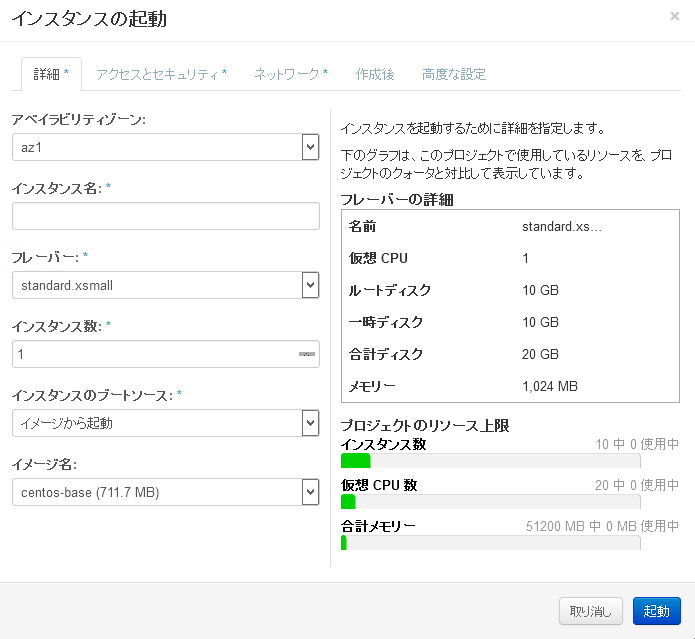 インスタンスの起動
×
詳細 *
アクセスとセキュリティ *
ネットワーク *
作成後
高度な設定
アベイラビリティゾーン:
az1
インスタンス名: *
フレーバー: *
standard.xsmall
インスタンス数: *
1
インスタンスのブートソース: *
イメージから起動
イメージ名:
centos-base (711.7 MB)
インスタンスを起動するために詳細を指定します。
下のグラフは、このプロジェクトで使用しているリソースを、プロ
ジェクトのクォータと対比して表示しています。
フレーバーの詳細
名前 standard.xs...
仮想 CPU 1
ルートディスク 10 GB
一時ディスク 10 GB
合計ディスク 20 GB
メモリー 1,024 MB
プロジェクトのリソース上限
インスタンス数 10 中 0 使用中
仮想 CPU 数 20 中 0 使用中
合計メモリー 51200 MB 中 0 MB 使用中
取り消し
起動